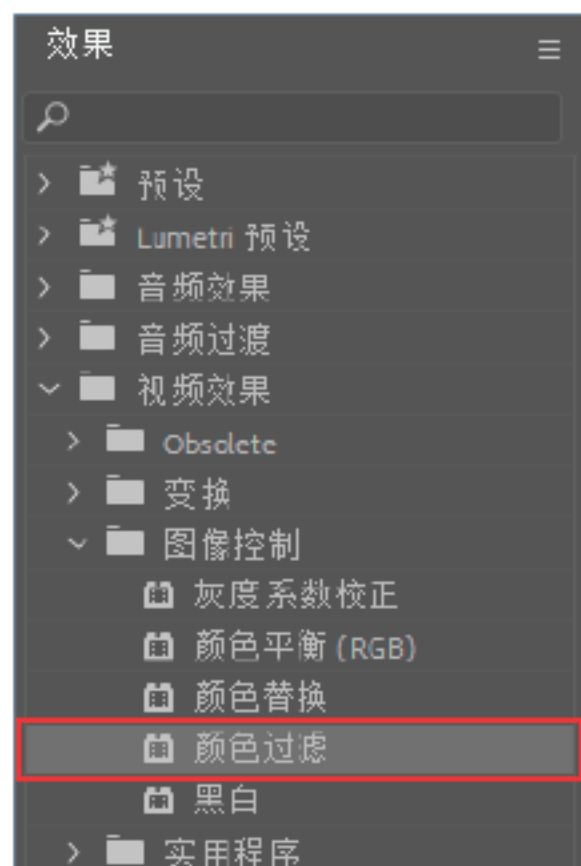 效果
预设
Lumetri 预设
音频效果
音频过渡
视频效果
Obsolete
变换
图像控制
灰度系数校正
颜色平衡 (RGB)
颜色替换
颜色过滤
黑白
实用程序